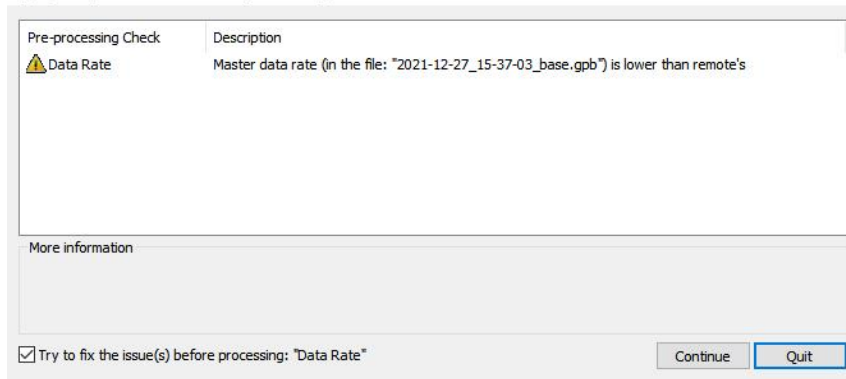 Pre-processing Check Description
Data Rate Master data rate (in the file: "2021-12-27_15-37-03_base.gpb") is lower than remote's
More information
Try to fix the issue(s) before processing: "Data Rate"
Continue Quit